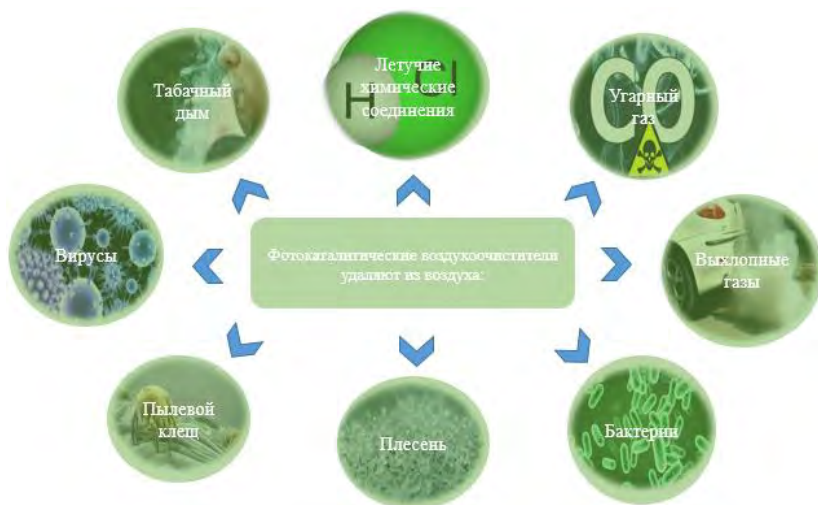 Табачный
дым
Летучие
химические
соединения
H
Cl
Угарный
газ
CO
Вирусы
Фотокаталитические воздухоочистители
удаляют из воздуха:
Выхлопные
газы
Пылевой
клещ
Плесень
Бактерии